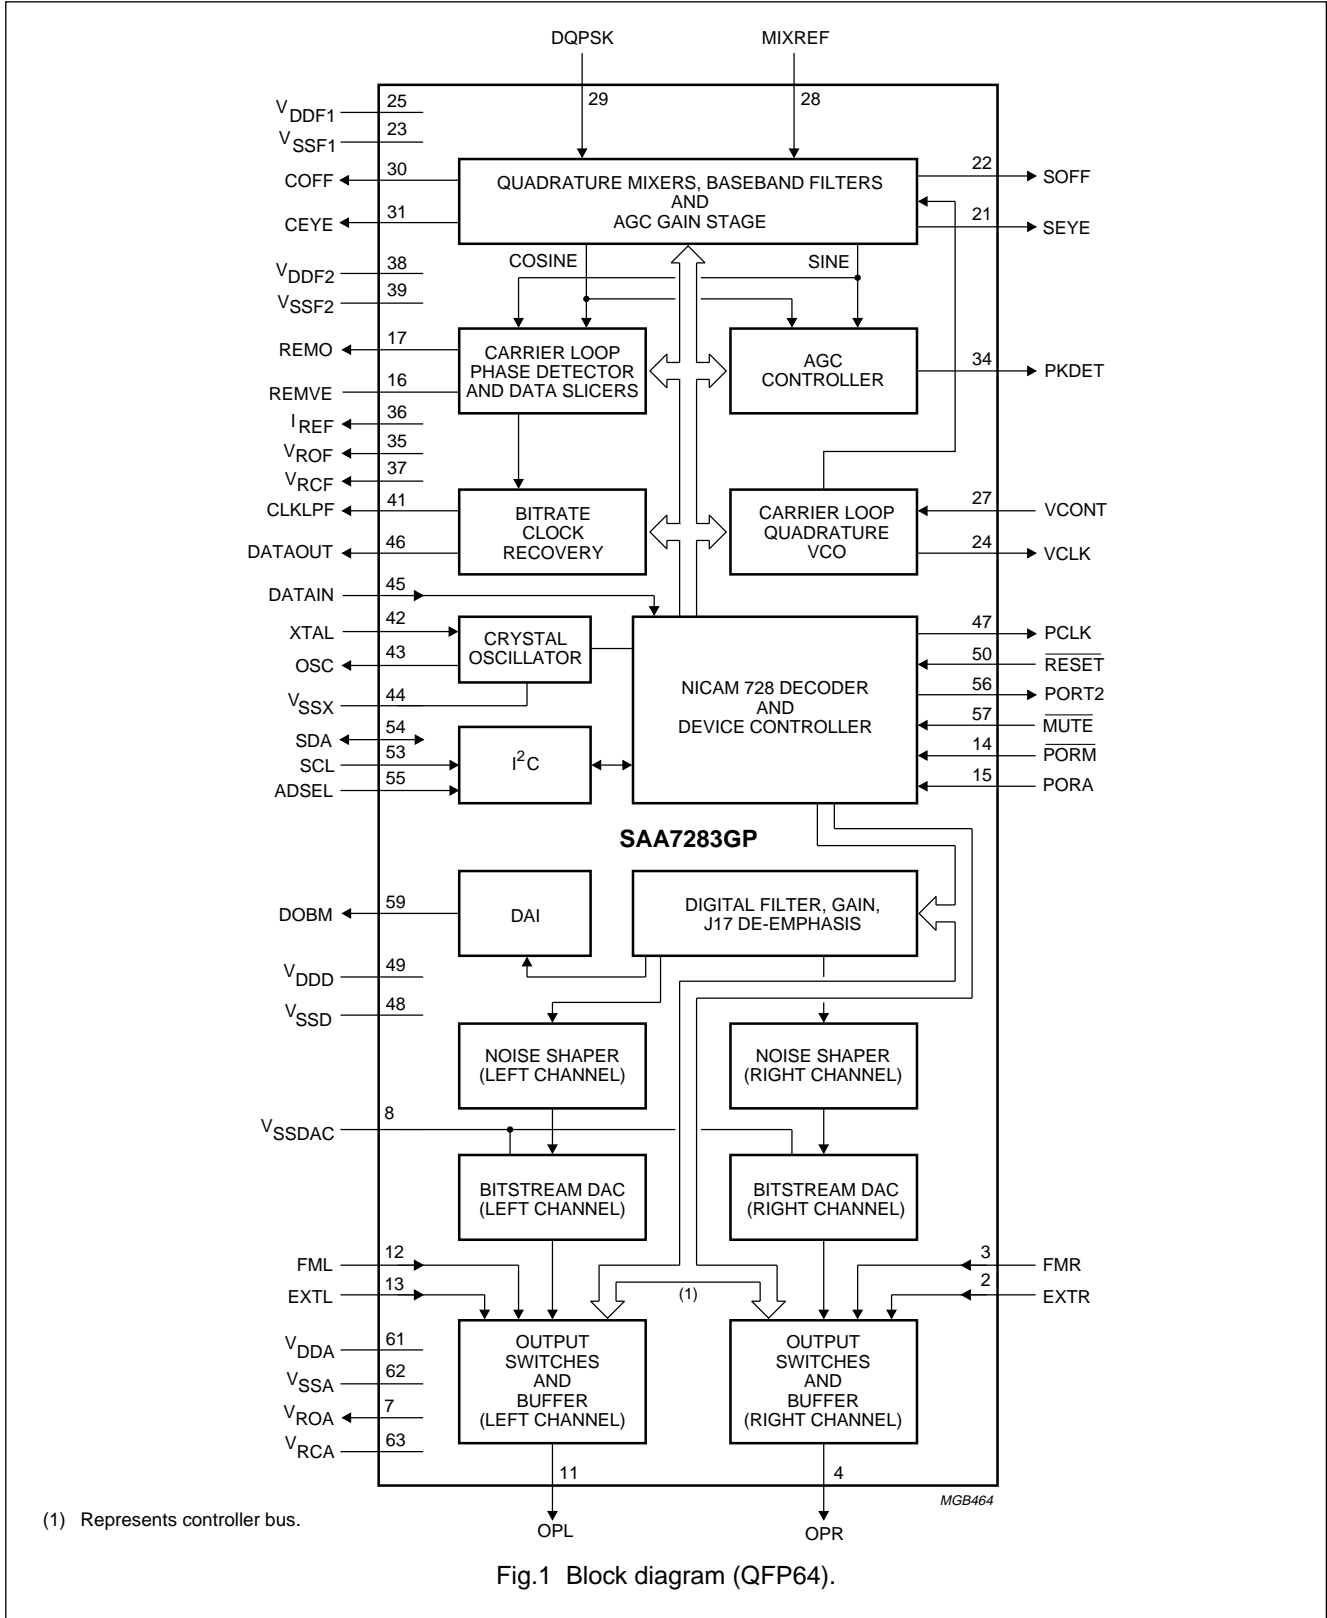 DQPSK MIXREF
29 28
VDDF1 25
VSSF1 23
COFF 30
CEYE 31
QUADRATURE MIXERS, BASEBAND FILTERS
AND
AGC GAIN STAGE
22 SOFF
21 SEYE
COSINE SINE
VDDF2 38
VSSF2 39
REMO 17
REMVE 16
CARRIER LOOP
PHASE DETECTOR
AND DATA SLICERS
AGC
CONTROLLER
34 PKDET
IREF 36
VROF 35
VRCF 37
CLKLPF 41
DATAOUT 46
BITRATE
CLOCK
RECOVERY
CARRIER LOOP
QUADRATURE
VCO
27 VCONT
24 VCLK
DATAIN 45
XTAL 42
OSC 43
VSSX 44
CRYSTAL
OSCILLATOR
NICAM 728 DECODER
AND
DEVICE CONTROLLER
47 PCLK
50 RESET
56 PORT2
57 MUTE
14 PORM
15 PORA
SDA 54
SCL 53
ADSEL 55
I2C
SAA7283GP
DOBM 59
DAI
DIGITAL FILTER, GAIN,
J17 DE-EMPHASIS
VDDD 49
VSSD 48
NOISE SHAPER
(LEFT CHANNEL)
NOISE SHAPER
(RIGHT CHANNEL)
VSSDAC 8
BITSTREAM DAC
(LEFT CHANNEL)
BITSTREAM DAC
(RIGHT CHANNEL)
FML 12
EXTL 13
3 FMR
2 EXTR
(1)
VDDA 61
VSSA 62
VROA 7
VRCA 63
OUTPUT
SWITCHES
AND
BUFFER
(LEFT CHANNEL)
OUTPUT
SWITCHES
AND
BUFFER
(RIGHT CHANNEL)
11 4
MGB464
OPL OPR
(1) Represents controller bus.
Fig.1 Block diagram (QFP64).